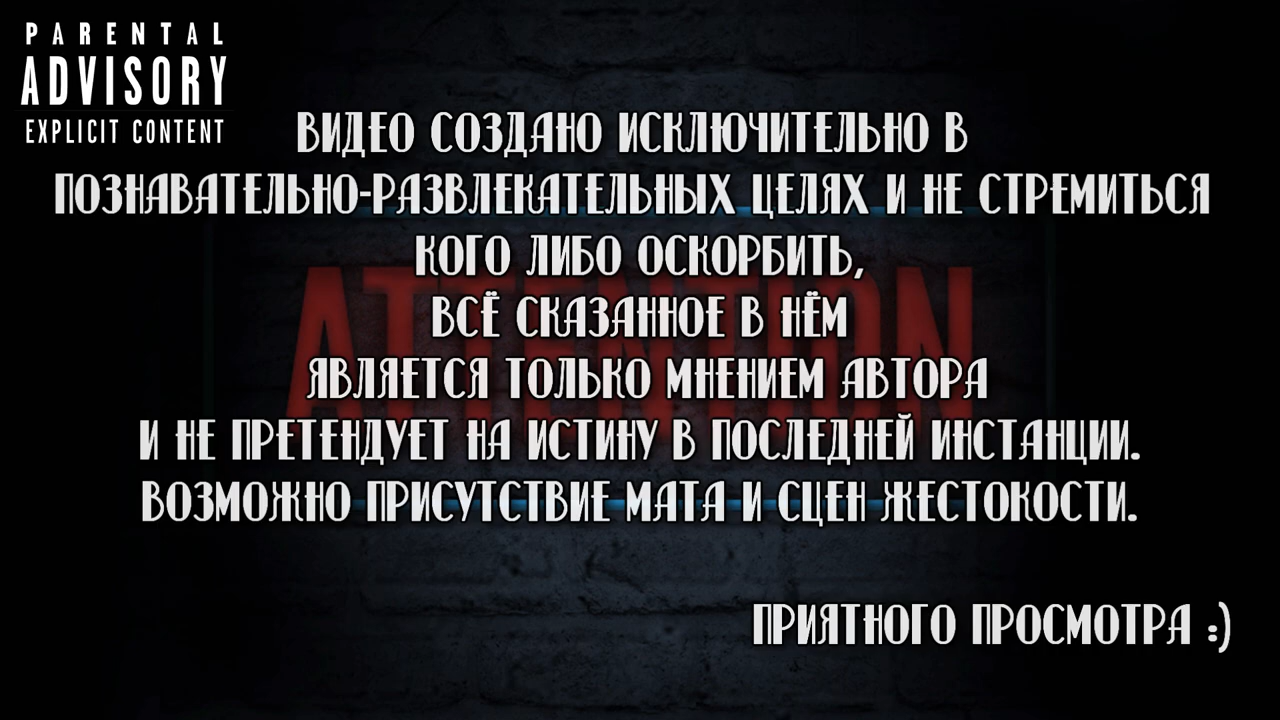 PARENTAL
ADVISORY
EXPLICIT CONTENT
ВИДЕО СОЗДАНО ИСКЛЮЧИТЕЛЬНО В
ПОЗНАВАТЕЛЬНО-РАЗВЛЕКАТЕЛЬНЫХ ЦЕЛЯХ И НЕ СТРЕМИТЬСЯ
КОГО ЛИБО ОСКОРБИТЬ,
ВСЁ СКАЗАННОЕ В НЁМ
ЯВЛЯЕТСЯ ТОЛЬКО МНЕНИЕМ АВТОРА
И НЕ ПРЕТЕНДУЕТ НА ИСТИНУ В ПОСЛЕДНЕЙ ИНСТАНЦИИ.
ВОЗМОЖНО ПРИСУТСТВИЕ МАТА И СЦЕН ЖЕСТОКОСТИ.
ATTENTION
ПРИЯТНОГО ПРОСМОТРА :)